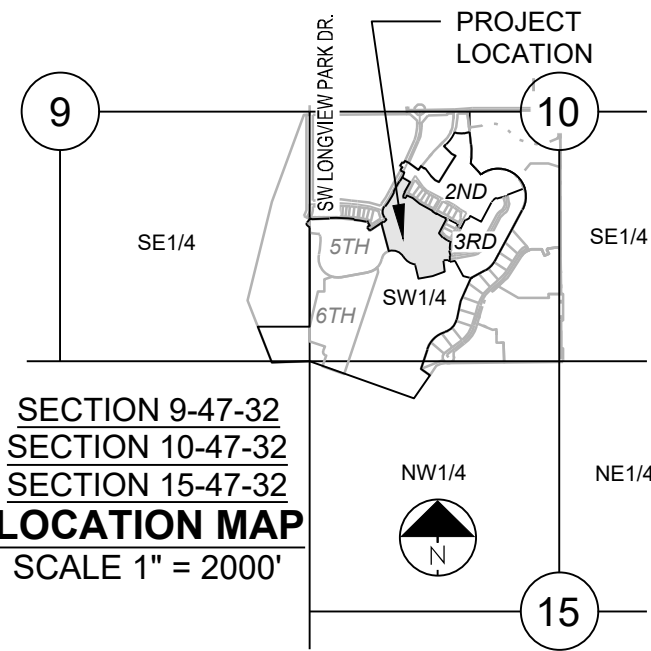 PROJECT
LOCATION
SW LONGVIEW PARK DR.
9
10
2ND
SE1/4
5TH
3RD
SE1/4
SW1/4
6TH
SECTION 9-47-32
SECTION 10-47-32
SECTION 15-47-32
NW1/4
NE1/4
LOCATION MAP
SCALE 1" = 2000'
N
15